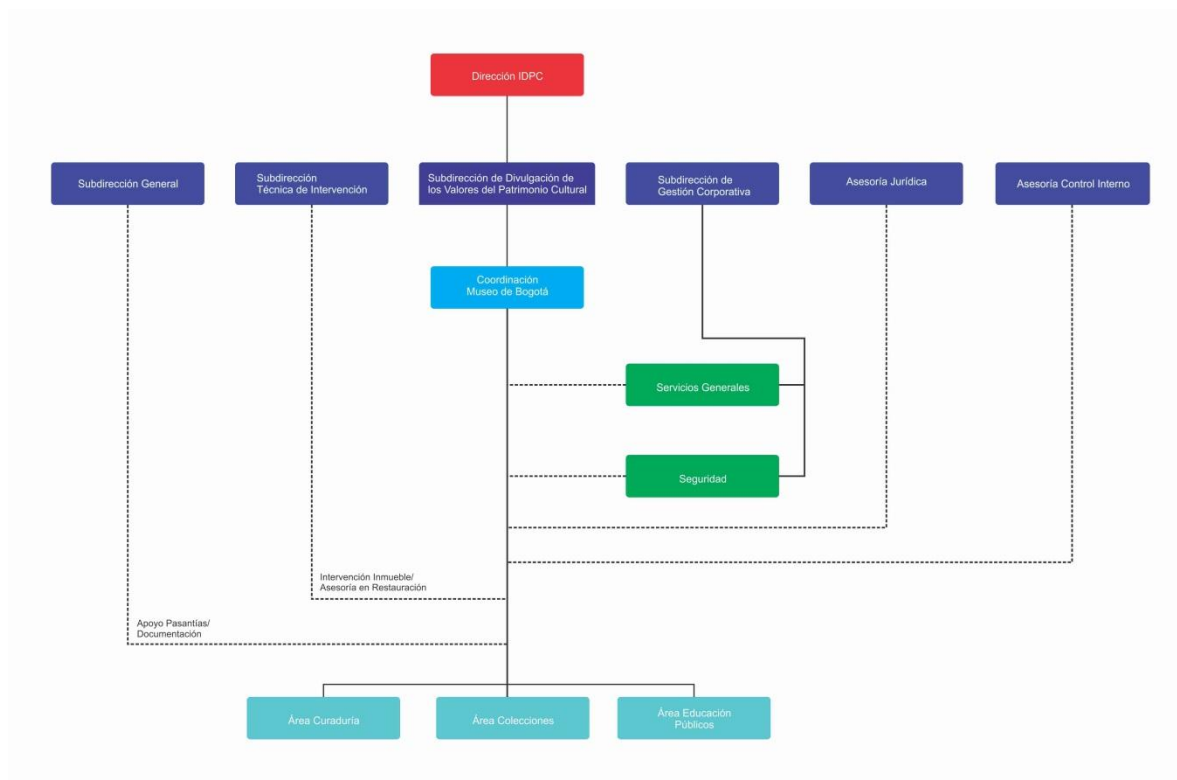 Dirección IDPC
Subdirección General
Subdirección
Técnica de Intervención
Subdirección de Divulgación de
los Valores del Patrimonio Cultural
Subdirección de
Gestión Corporativa
Asesoría Jurídica
Asesoría Control Interno
Coordinación
Museo de Bogotá
Servicios Generales
Seguridad
Intervención Inmueble/
Asesoría en Restauración
Apoyo Pasantías/
Documentación
Área Curaduría
Área Colecciones
Área Educación
Públicos